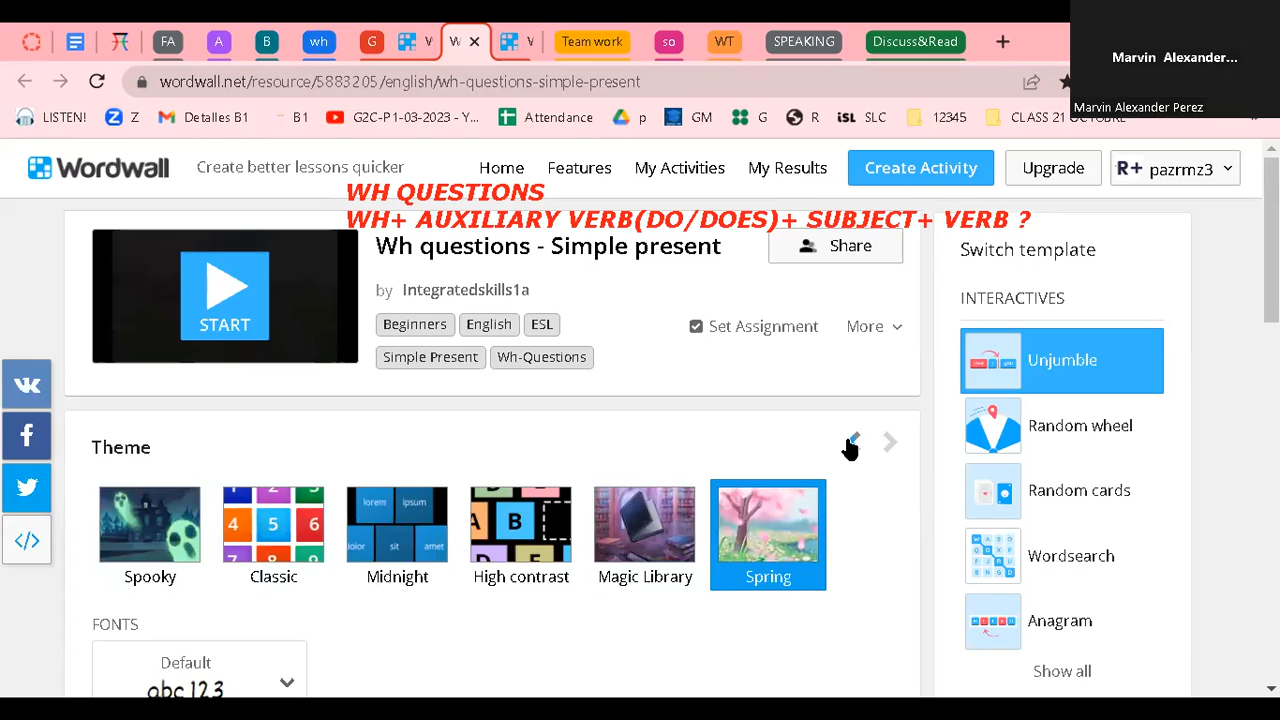 FA A B wh G V W V Team work so WT SPEAKING Discuss&Read
Marvin Alexander...
wordwall.net/resource/5883205/english/wh-questions-simple-present
Marvin Alexander Perez
LISTEN! Z Detalles B1 B1 G2C-P1-03-2023 - Y... Attendance p GM G R SLC 12345 CLASS 21 OCTUBRE
Wordwall Create better lessons quicker Home Features My Activities My Results Create Activity Upgrade R+ pazrmz3
WH QUESTIONS
WH+ AUXILIARY VERB(DO/DOES)+ SUBJECT+ VERB ?
START
Wh questions - Simple present
Share
by Integratedskills1a
Beginners English ESL
Set Assignment More
Simple Present Wh-Questions
Switch template
INTERACTIVES
Unjumble
Random wheel
Random cards
Wordsearch
Anagram
Show all
Theme
Spooky
Classic
lorem ipsum
sit amet
Midnight
A B
High contrast
Magic Library
Spring
FONTS
Default
abc 123